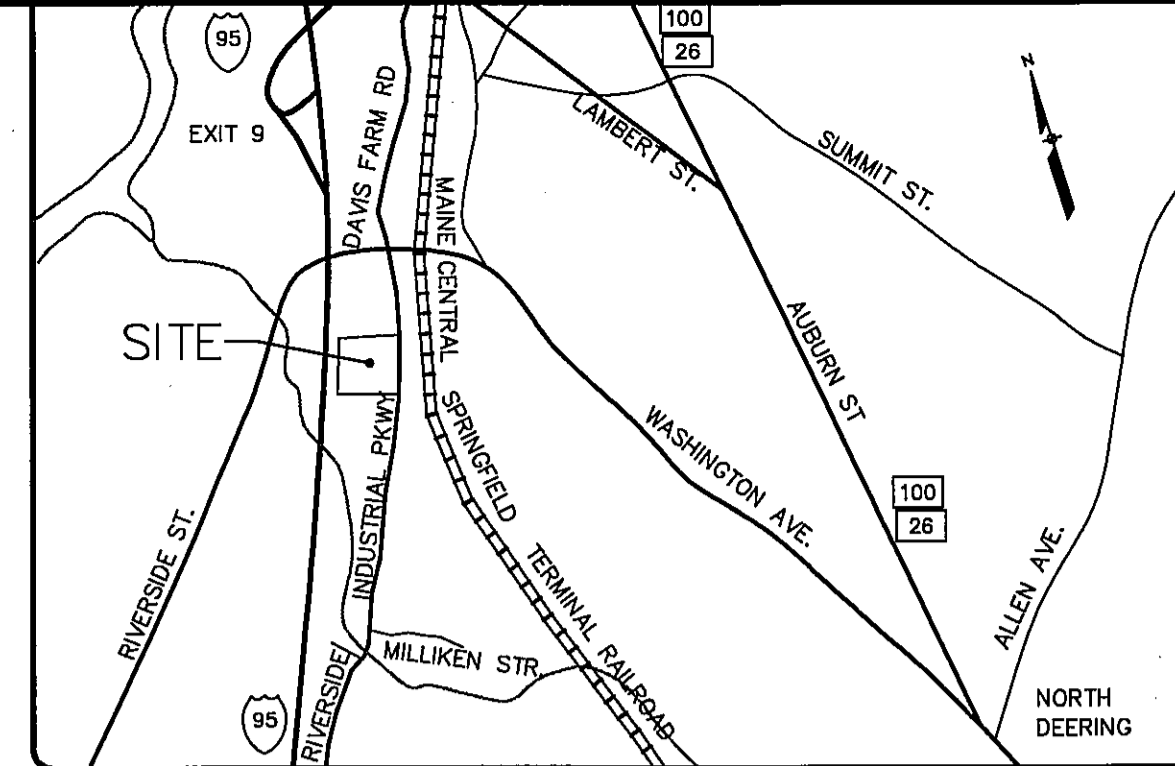 95
EXIT 9
DAVIS FARM RD
100
26
LAMBERT ST.
SUMMIT ST.
N
MAINE CENTRAL
SPRINGFIELD
TERMINAL RAILROAD
SITE
AUBURN ST
WASHINGTON AVE.
100
26
ALLEN AVE.
RIVERSIDE ST.
RIVERSIDE
INDUSTRIAL PKWY
MILLIKEN STR.
95
NORTH
DEERING